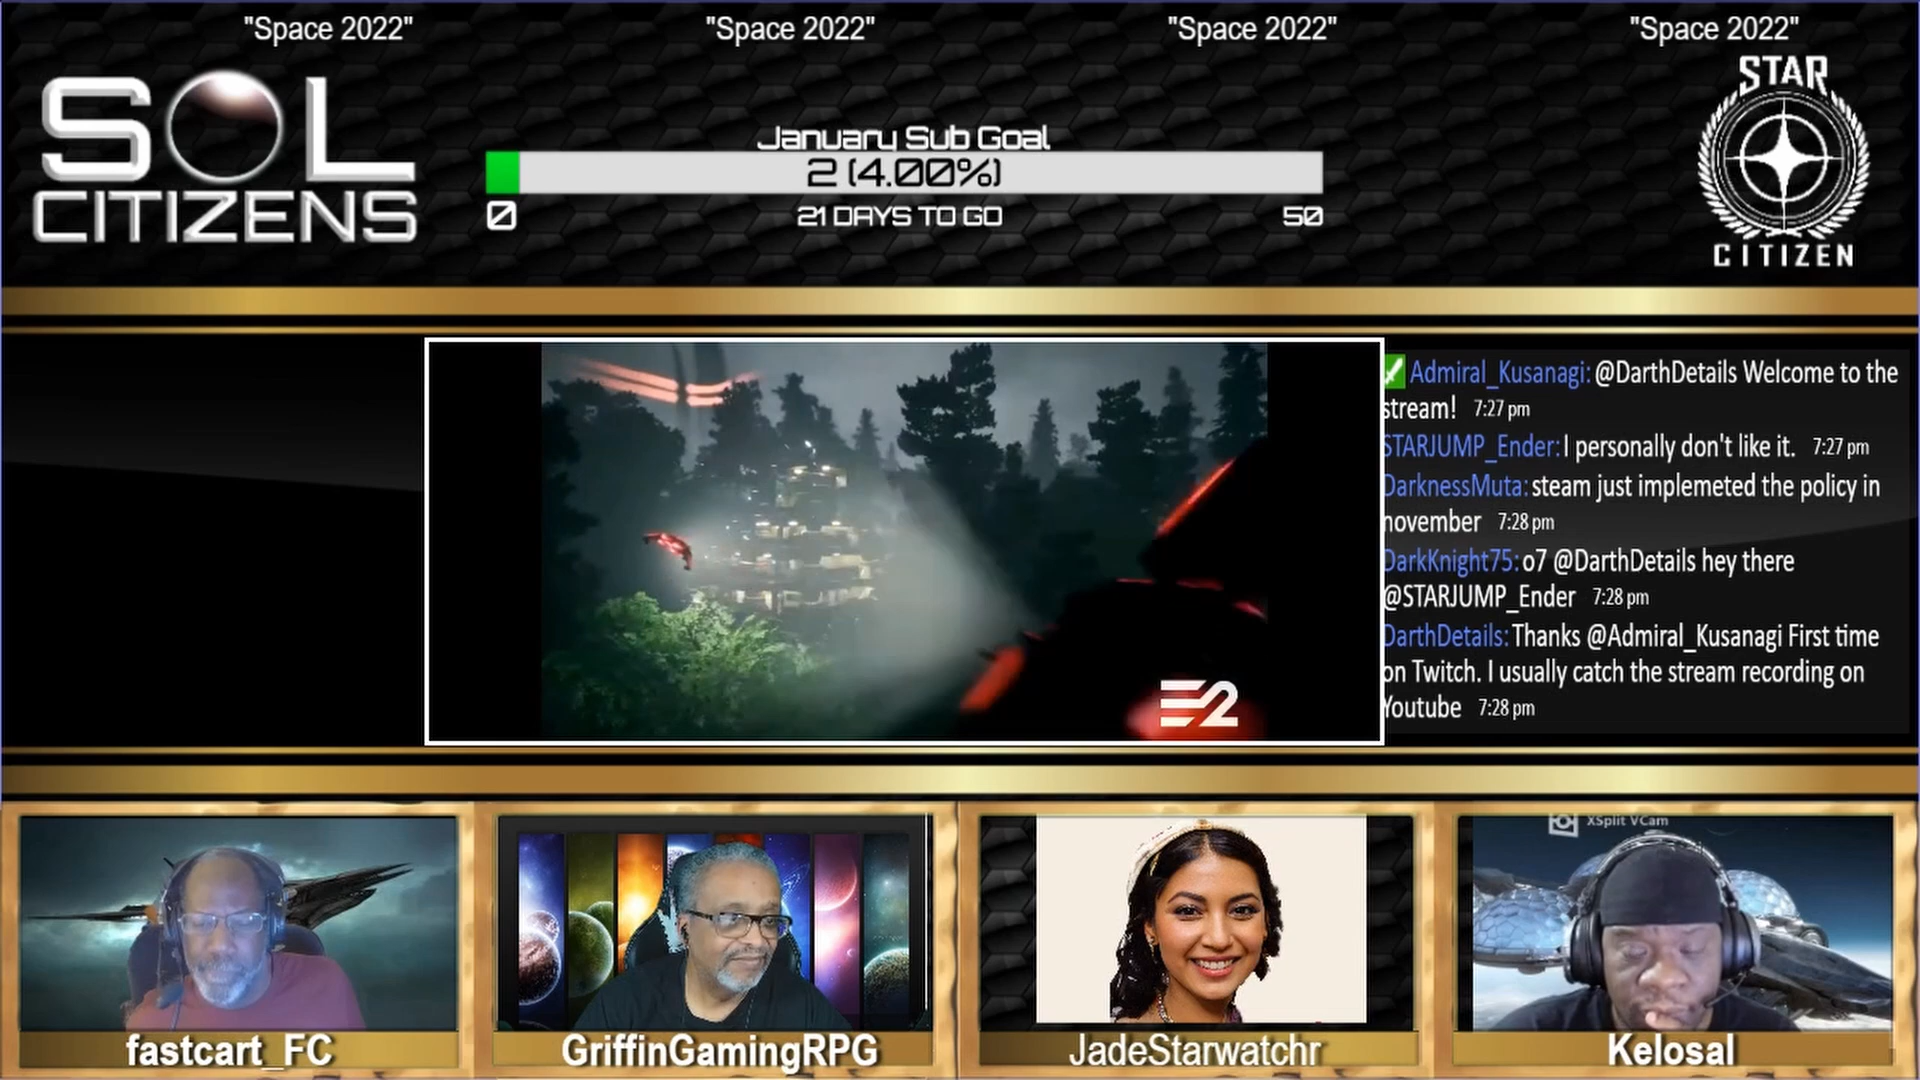 "Space 2022" "Space 2022" "Space 2022" "Space 2022"
SOL
CITIZENS
January Sub Goal
2 (4.00%)
0 21 DAYS TO GO 50
STAR
CITIZEN
Admiral_Kusanagi: @DarthDetails Welcome to the
stream! 7:27 pm
STARJUMP_Ender: I personally don't like it. 7:27 pm
DarknessMuta: steam just implemeted the policy in
november 7:28 pm
DarkKnight75: o7 @DarthDetails hey there
@STARJUMP_Ender 7:28 pm
DarthDetails: Thanks @Admiral_Kusanagi First time
on Twitch. I usually catch the stream recording on
Youtube 7:28 pm
E2
XSplit VCam
fastcart_FC
GriffinGamingRPG
JadeStarwatchr
Kelosal